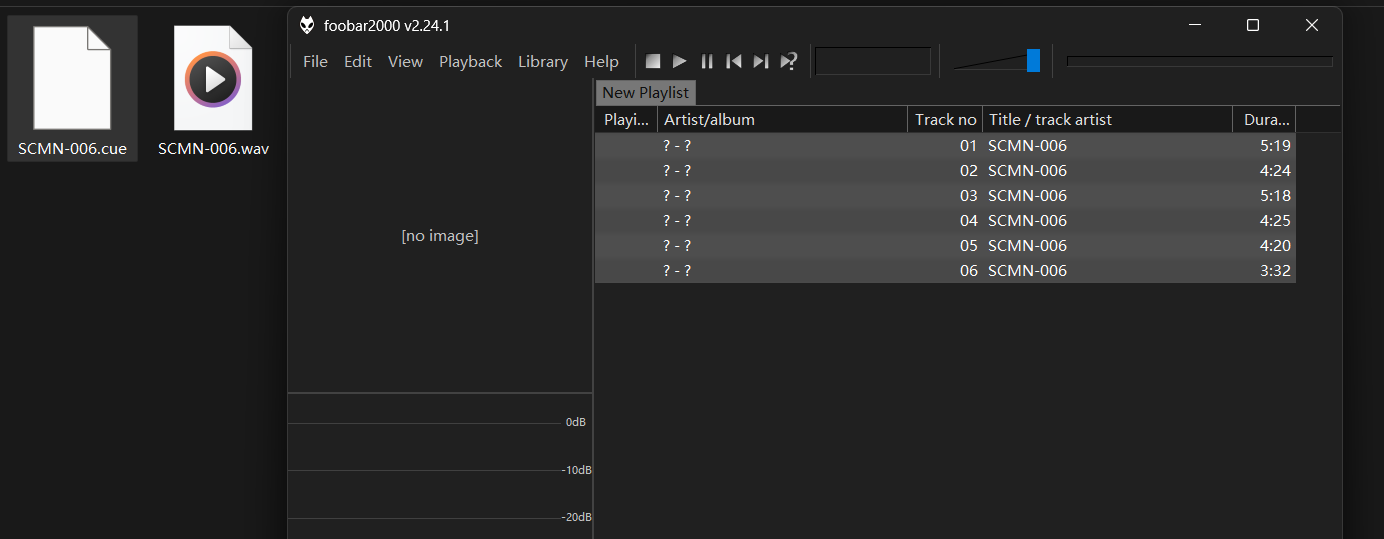 foobar2000 v2.24.1
File Edit View Playback Library Help
SCMN-006.cue
SCMN-006.wav
New Playlist
Playi... Artist/album Track no Title / track artist Dura...
? - ? 01 SCMN-006 5:19
? - ? 02 SCMN-006 4:24
? - ? 03 SCMN-006 5:18
? - ? 04 SCMN-006 4:25
? - ? 05 SCMN-006 4:20
? - ? 06 SCMN-006 3:32
[no image]
0dB
-10dB
-20dB